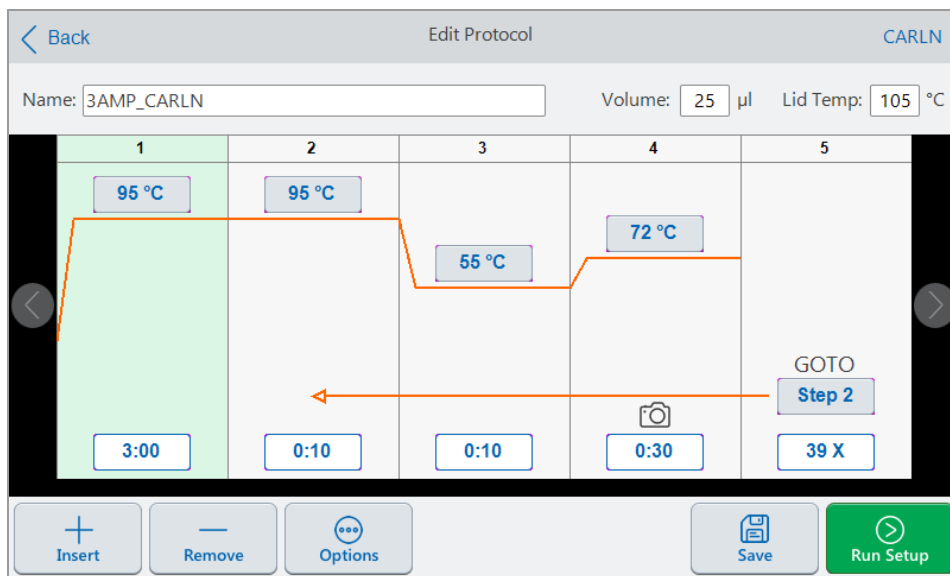 Back Edit Protocol CARLN
Name: 3AMP_CARLN Volume: 25 µl Lid Temp: 105 °C
1 2 3 4 5
95 °C 95 °C
72 °C
55 °C
GOTO
Step 2
3:00 0:10 0:10 0:30 39 X
Insert Remove Options Save Run Setup